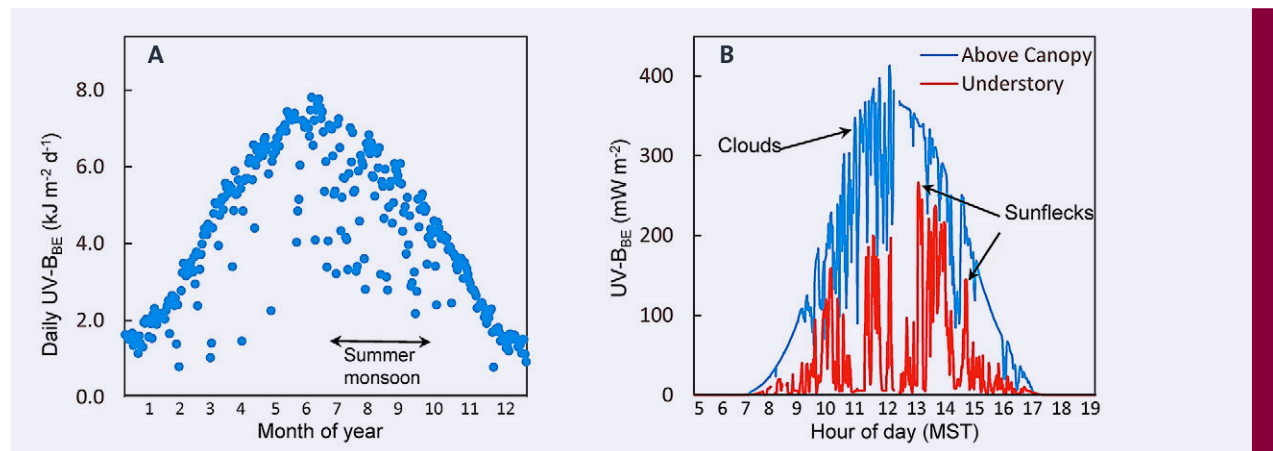 A
Daily UV-B_BE (kJ m⁻² d⁻¹)
8.0
6.0
4.0
2.0
0.0
Summer
monsoon
1 2 3 4 5 6 7 8 9 10 11 12
Month of year
B
Above Canopy
Understory
UV-B_BE (mW m⁻²)
400
300
200
100
0
Clouds
Sunflecks
5 6 7 8 9 10 11 12 13 14 15 16 17 18 19
Hour of day (MST)